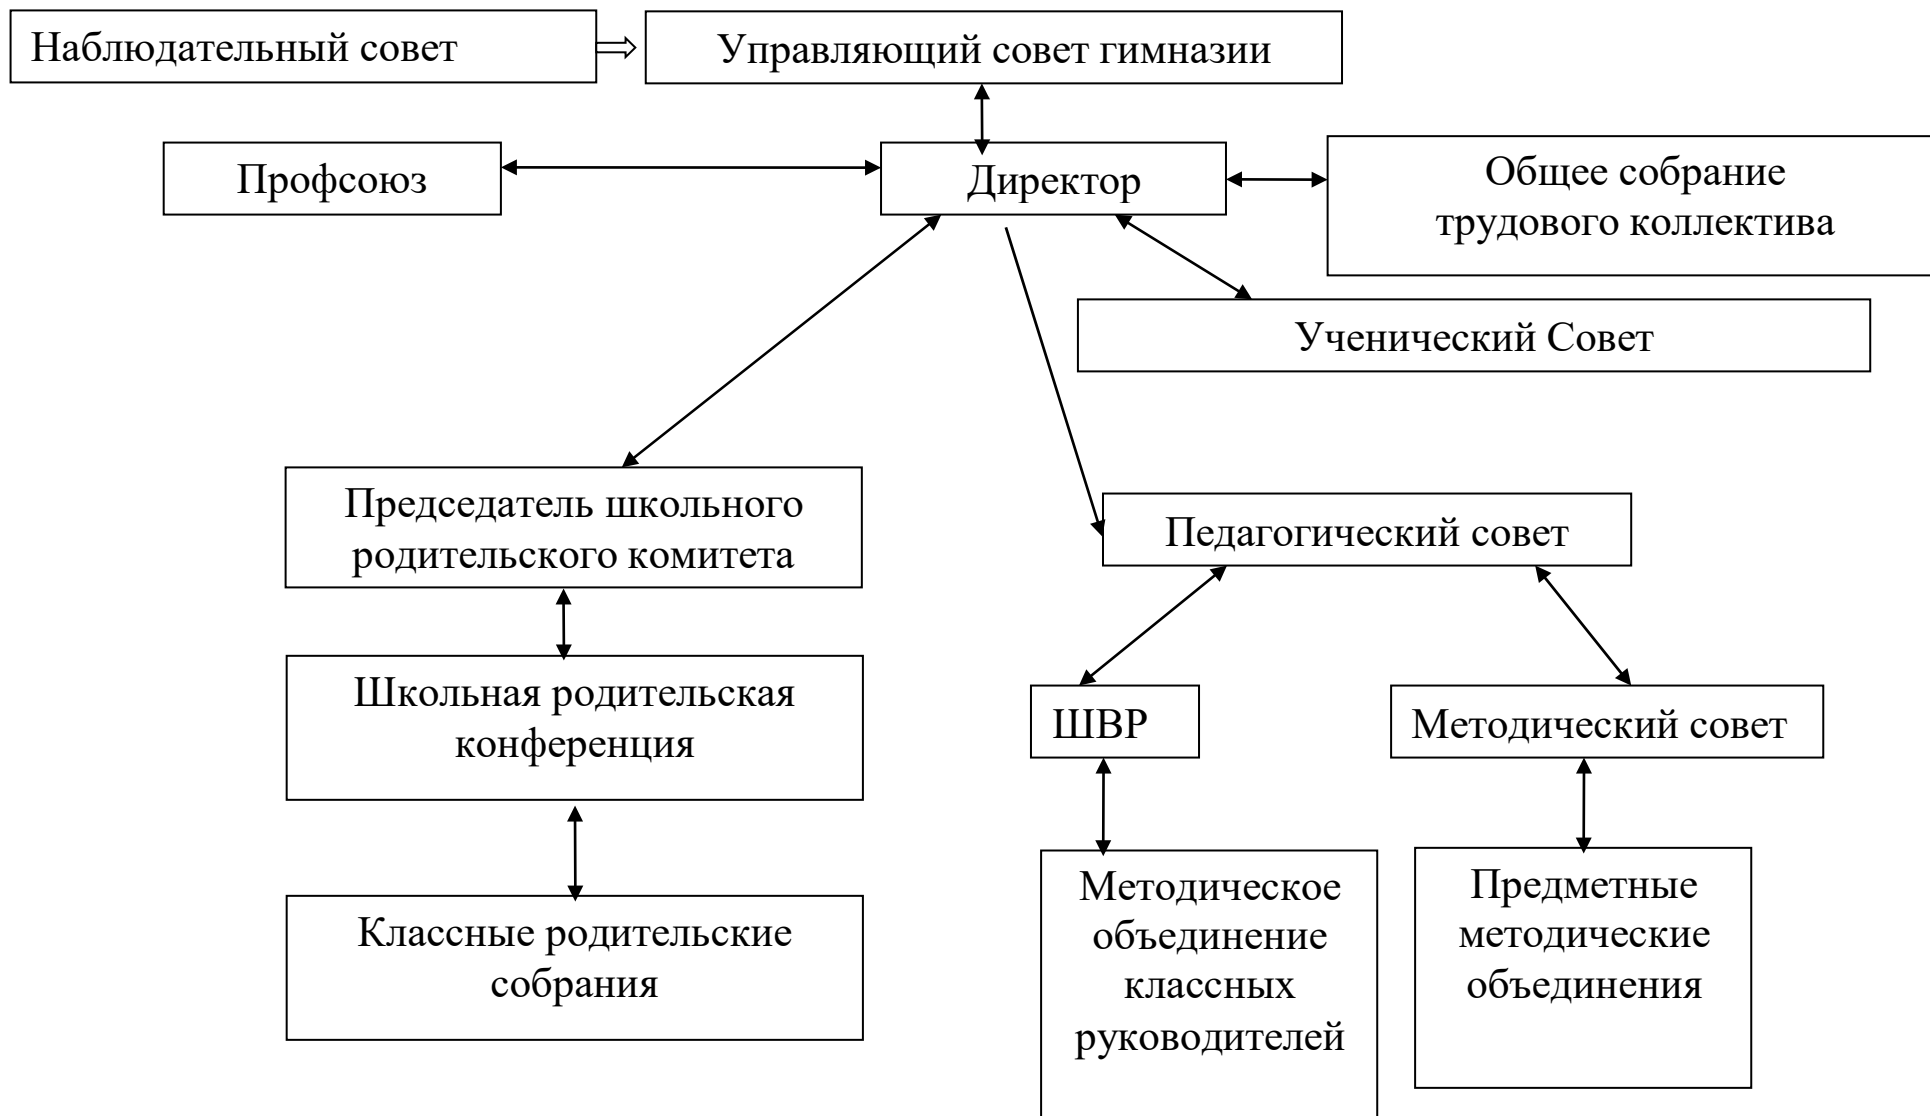 Наблюдательный совет
Управляющий совет гимназии
Профсоюз
Директор
Общее собрание
трудового коллектива
Ученический Совет
Председатель школьного
родительского комитета
Педагогический совет
Школьная родительская
конференция
ШВР
Методический совет
Классные родительские
собрания
Методическое
объединение
классных
руководителей
Предметные
методические
объединения